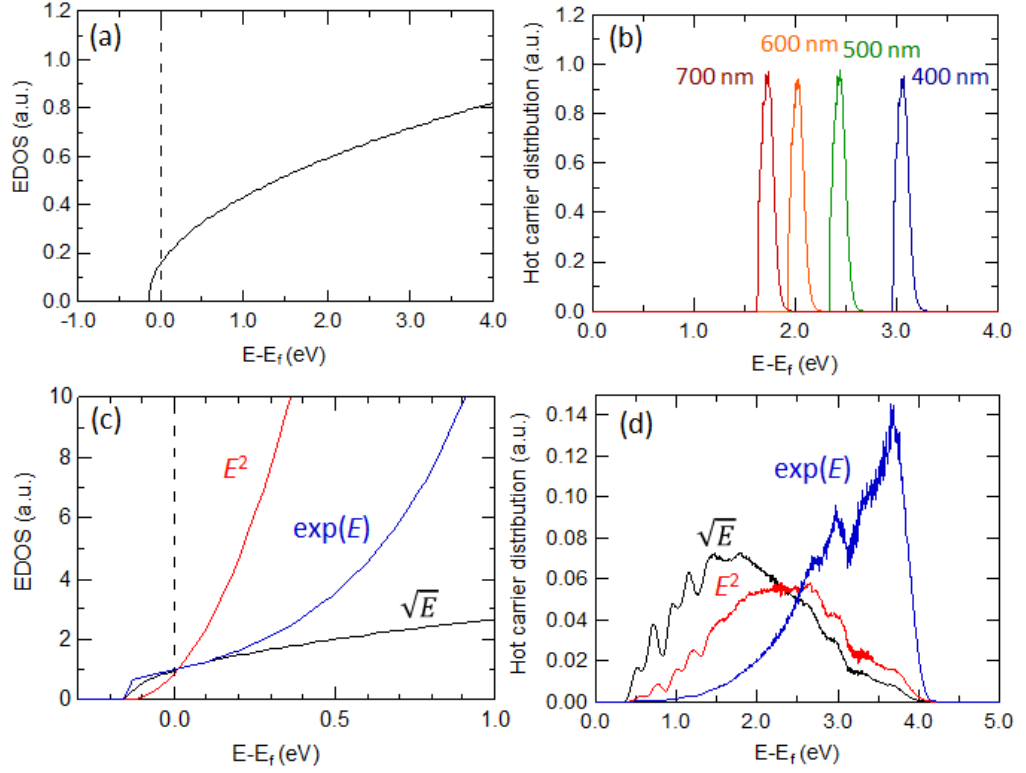 (a)
EDOS (a.u.)
1.2
1.0
0.8
0.6
0.4
0.2
0.0
-1.0 0.0 1.0 2.0 3.0 4.0
E-E_f (eV)
(b)
Hot carrier distribution (a.u.)
1.2
1.0
0.8
0.6
0.4
0.2
0.0
600 nm
500 nm
700 nm
400 nm
0.0 1.0 2.0 3.0 4.0
E-E_f (eV)
(c)
EDOS (a.u.)
10
8
6
4
2
0
E²
exp(E)
√E
0.0 0.5 1.0
E-E_f (eV)
(d)
Hot carrier distribution (a.u.)
0.14
0.12
0.10
0.08
0.06
0.04
0.02
0.00
exp(E)
√E
E²
0.0 1.0 2.0 3.0 4.0 5.0
E-E_f (eV)